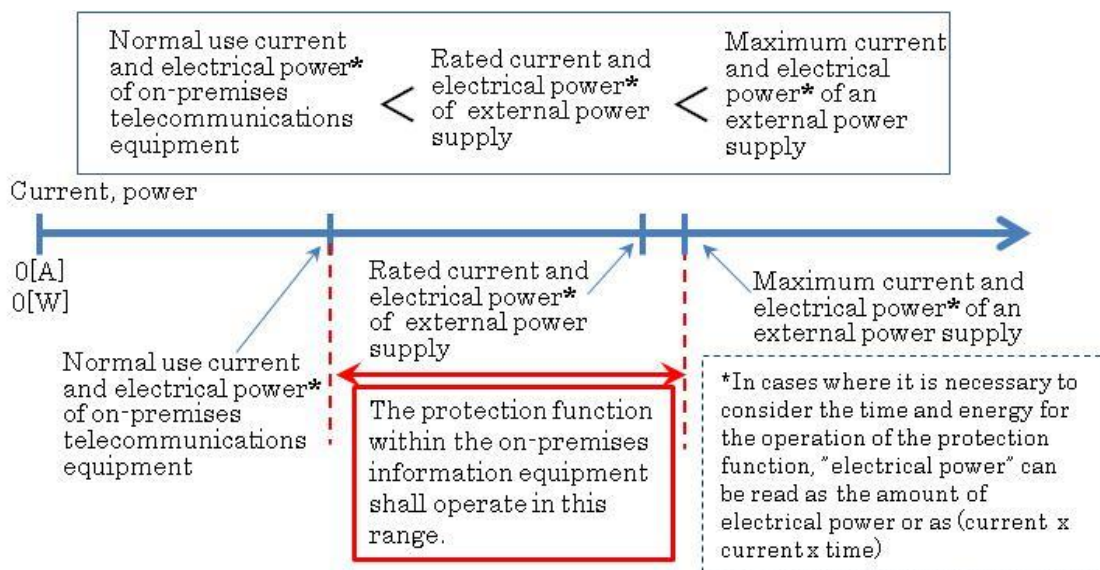 Normal use current
and electrical power*
of on-premises
telecommunications
equipment
<
Rated current and
electrical power*
of external power
supply
<
Maximum current
and electrical
power* of an
external power
supply
Current, power
0[A]
0[W]
Rated current and
electrical power*
of external power
supply
Maximum current and
electrical power* of an
external power supply
Normal use current
and electrical power*
of on-premises
telecommunications
equipment
The protection function
within the on-premises
information equipment
shall operate in this
range.
*In cases where it is necessary to
consider the time and energy for
the operation of the protection
function, "electrical power" can
be read as the amount of
electrical power or as (current x
current x time)